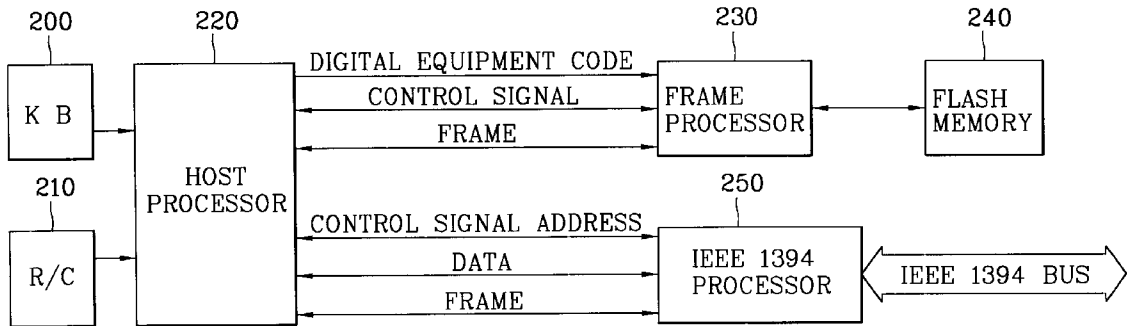 200
220
230
240
K B
DIGITAL EQUIPMENT CODE
CONTROL SIGNAL
FRAME
FRAME
PROCESSOR
FLASH
MEMORY
210
HOST
PROCESSOR
250
R/C
CONTROL SIGNAL ADDRESS
DATA
FRAME
IEEE 1394
PROCESSOR
IEEE 1394 BUS